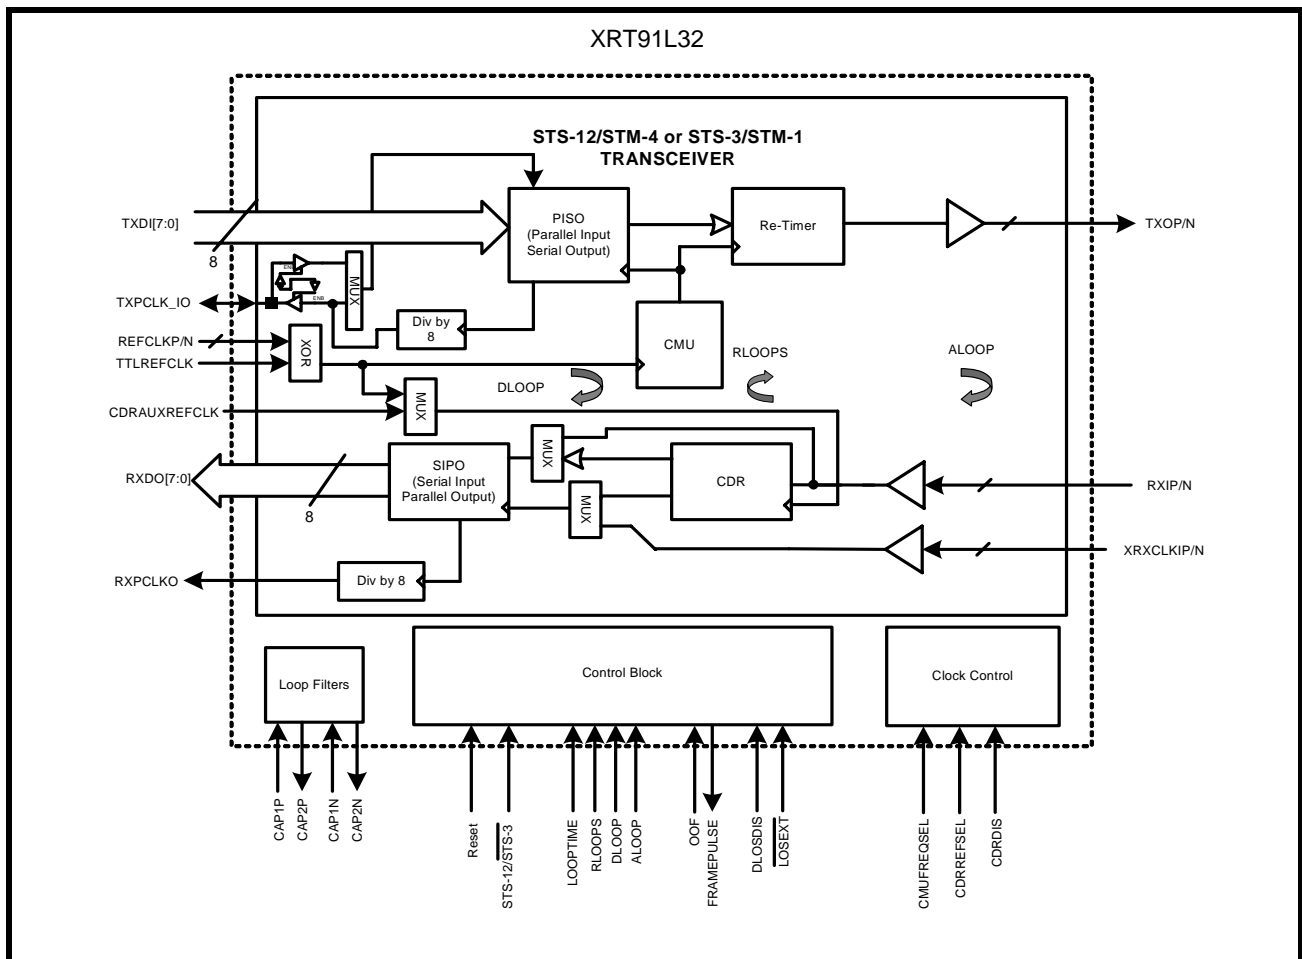 XRT91L32
STS-12/STM-4 or STS-3/STM-1
TRANSCEIVER
TXDI[7:0]
8
PISO
(Parallel Input
Serial Output)
Re-Timer
TXOP/N
ENB
MUX
TXPCLK_IO
ENB
Div by
8
REFCLKP/N
XOR
TTLREFCLK
CMU
RLOOPS
ALOOP
DLOOP
CDRAUXREFCLK
MUX
MUX
RXDO[7:0]
8
SIPO
(Serial Input
Parallel Output)
CDR
RXIP/N
MUX
XRXCLKIP/N
RXPCLKO
Div by 8
Loop Filters
Control Block
Clock Control
CAP1P
CAP2P
CAP1N
CAP2N
Reset
STS-12/STS-3
LOOPTIME
RLOOPS
DLOOP
ALOOP
OOF
FRAMEPULSE
DLOSDIS
LOSEXT
CMUFREQSEL
CDRREFSEL
CDRDIS